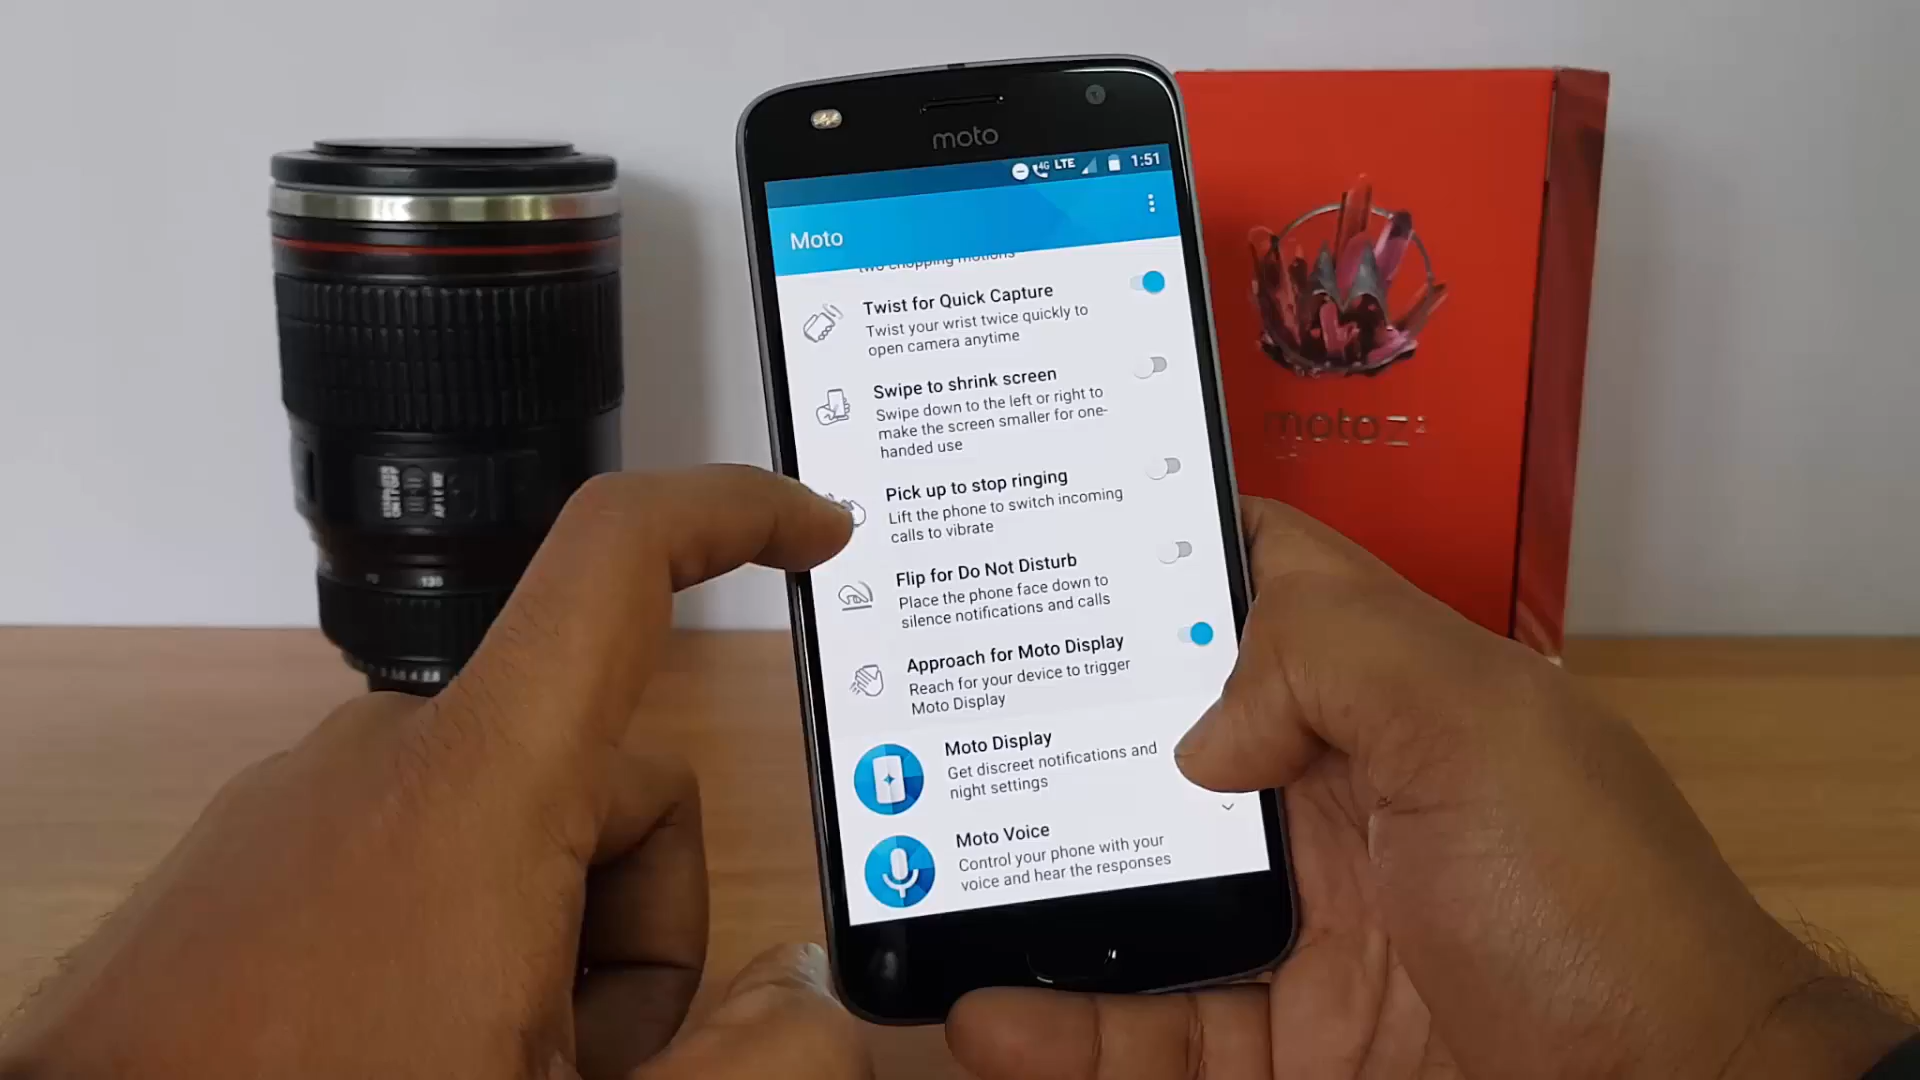 moto
4G LTE 1:51
Moto
two chopping motions
Twist for Quick Capture
Twist your wrist twice quickly to
open camera anytime
Swipe to shrink screen
Swipe down to the left or right to
make the screen smaller for one-
handed use
Pick up to stop ringing
Lift the phone to switch incoming
calls to vibrate
Flip for Do Not Disturb
Place the phone face down to
silence notifications and calls
Approach for Moto Display
Reach for your device to trigger
Moto Display
Moto Display
Get discreet notifications and
night settings
Moto Voice
Control your phone with your
voice and hear the responses
moto z²